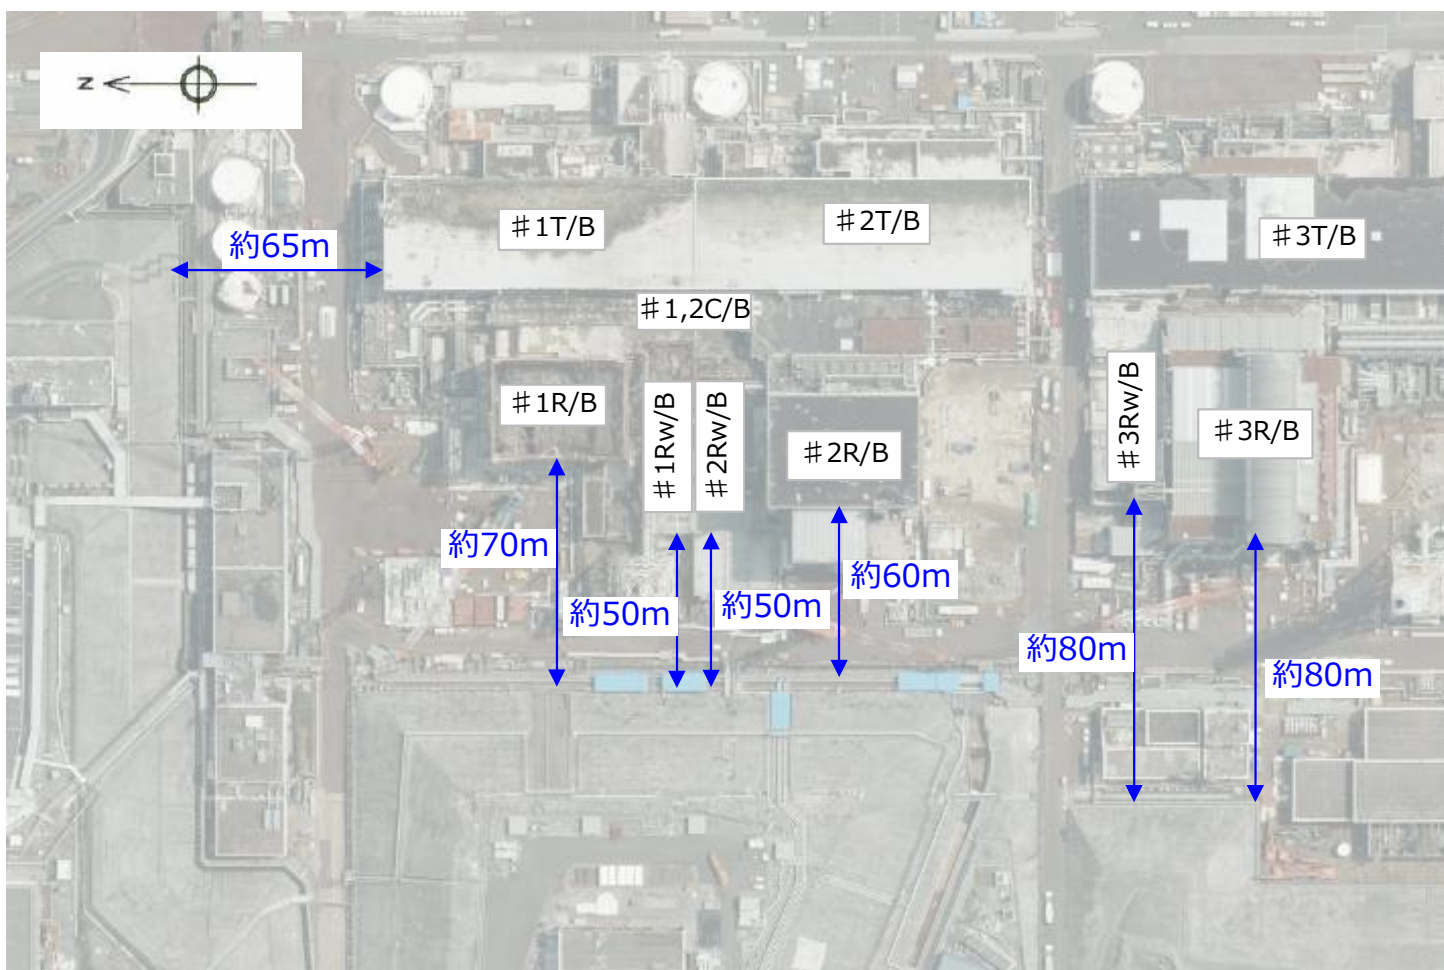 z
♯1T/B
♯2T/B
♯3T/B
約65m
♯1,2C/B
♯1R/B
♯1Rw/B
♯2Rw/B
♯2R/B
♯3Rw/B
♯3R/B
約70m
約50m
約50m
約60m
約80m
約80m